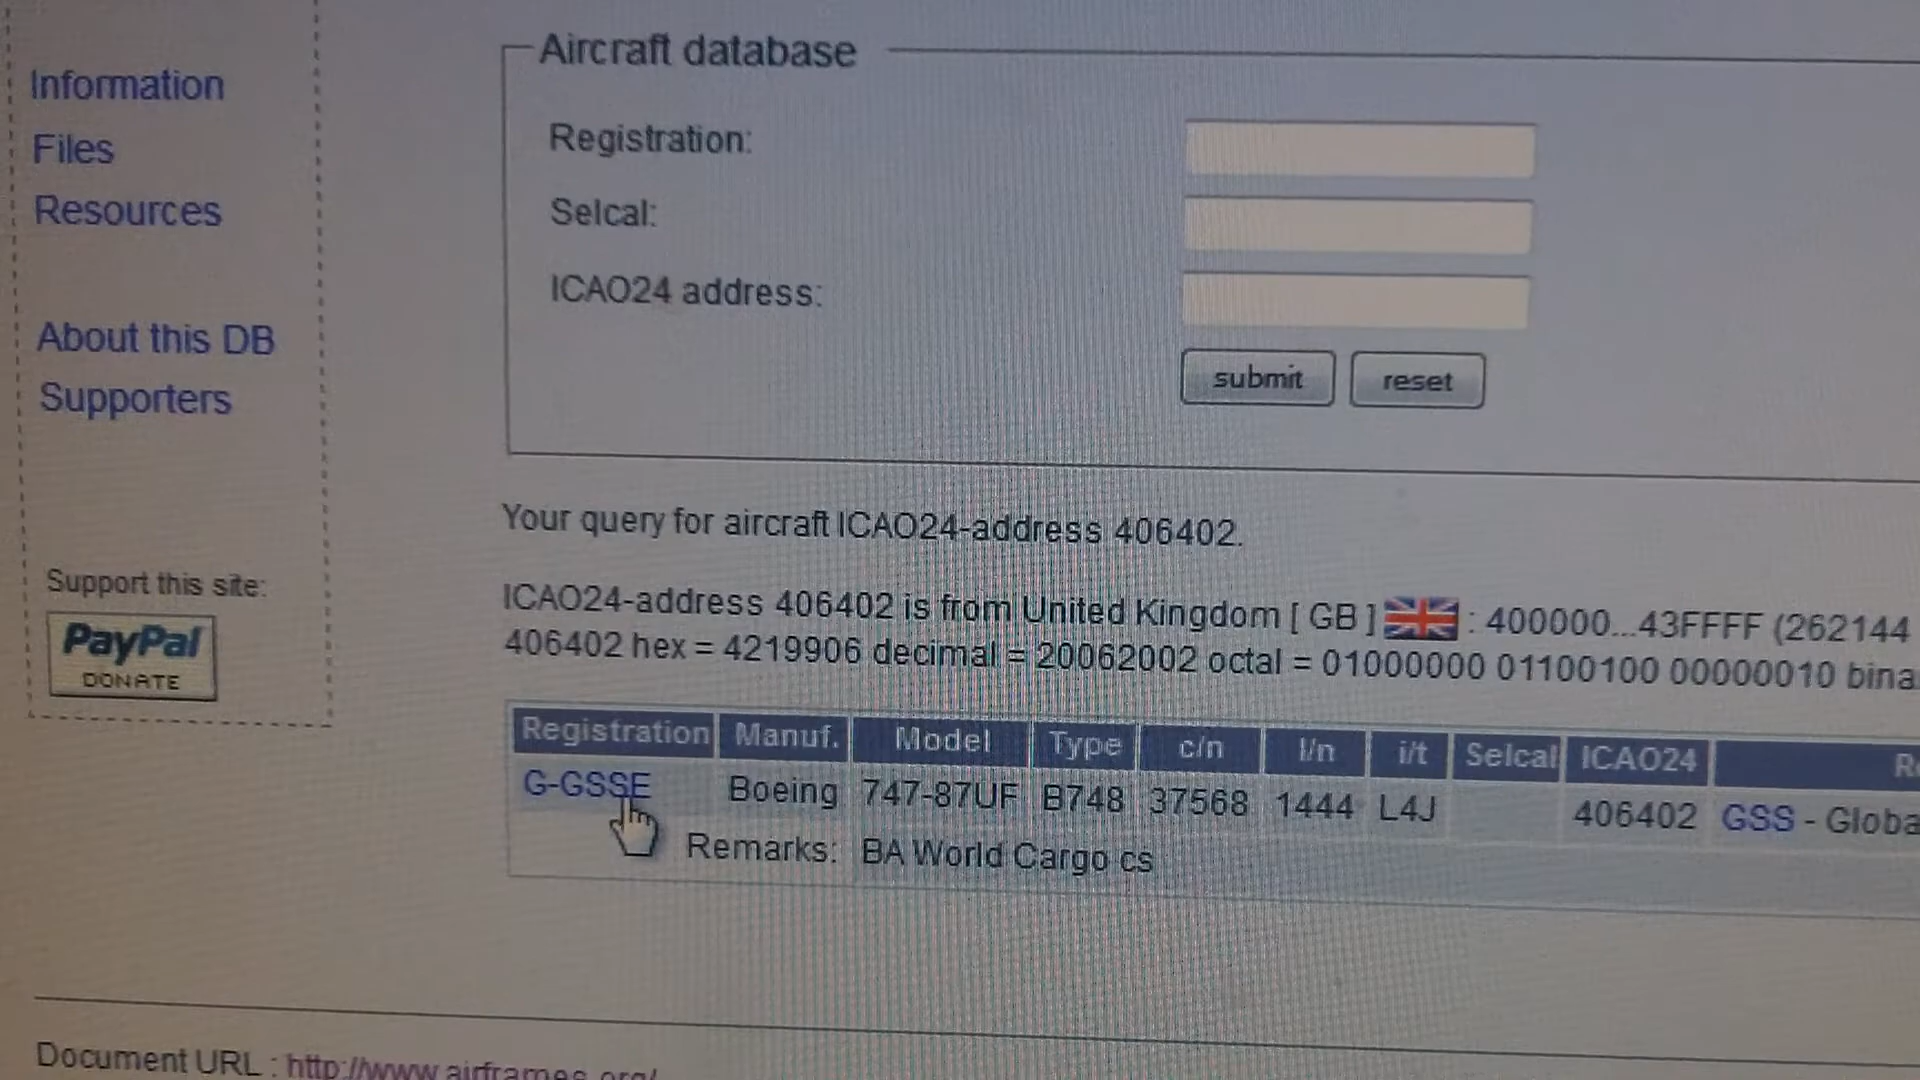 Information
Files
Resources
About this DB
Supporters
Support this site:
PayPal
DONATE
Aircraft database
Registration:
Selcal:
ICAO24 address:
submit reset
Your query for aircraft ICAO24-address 406402.
ICAO24-address 406402 is from United Kingdom [ GB ] : 400000...43FFFF (262144
406402 hex = 4219906 decimal = 20062002 octal = 01000000 01100100 00000010 bina
Registration Manuf. Model Type c/n l/n i/t Selcal ICAO24
G-GSSE Boeing 747-87UF B748 37568 1444 L4J 406402 GSS - Globa
Remarks: BA World Cargo cs
Document URL : http://www.airframes.org/